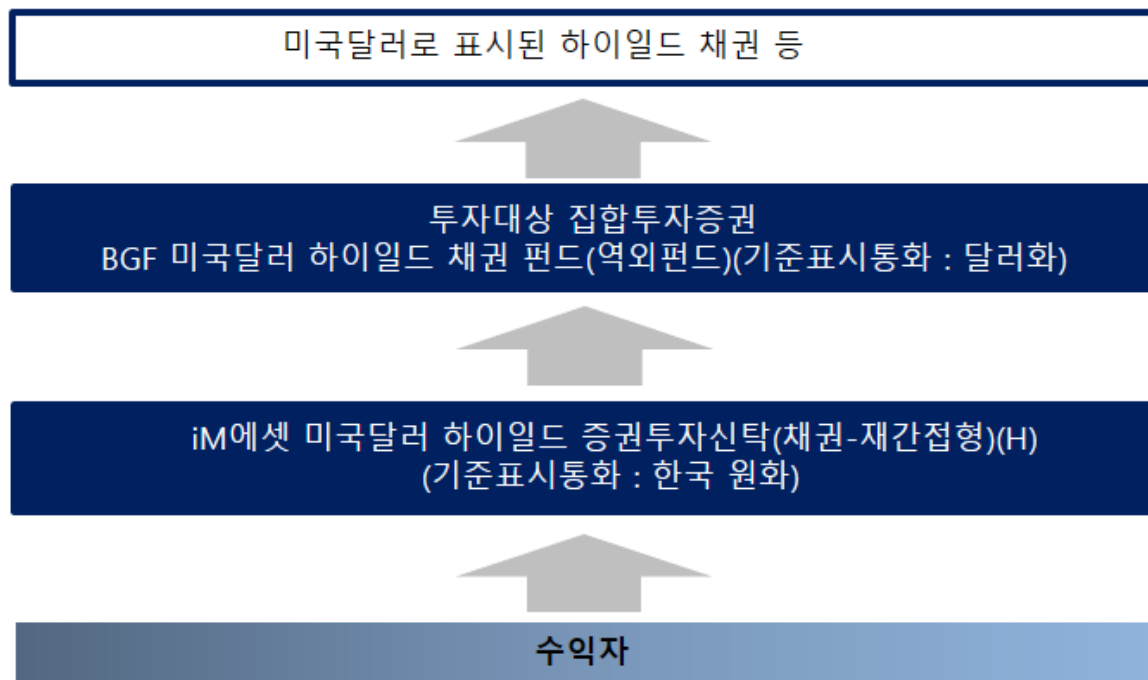 미국달러로 표시된 하이일드 채권 등
투자대상 집합투자증권
BGF 미국달러 하이일드 채권 펀드(역외펀드)(기준표시통화 : 달러화)
iM에셋 미국달러 하이일드 증권투자신탁(채권-재간접형)(H)
(기준표시통화 : 한국 원화)
수익자